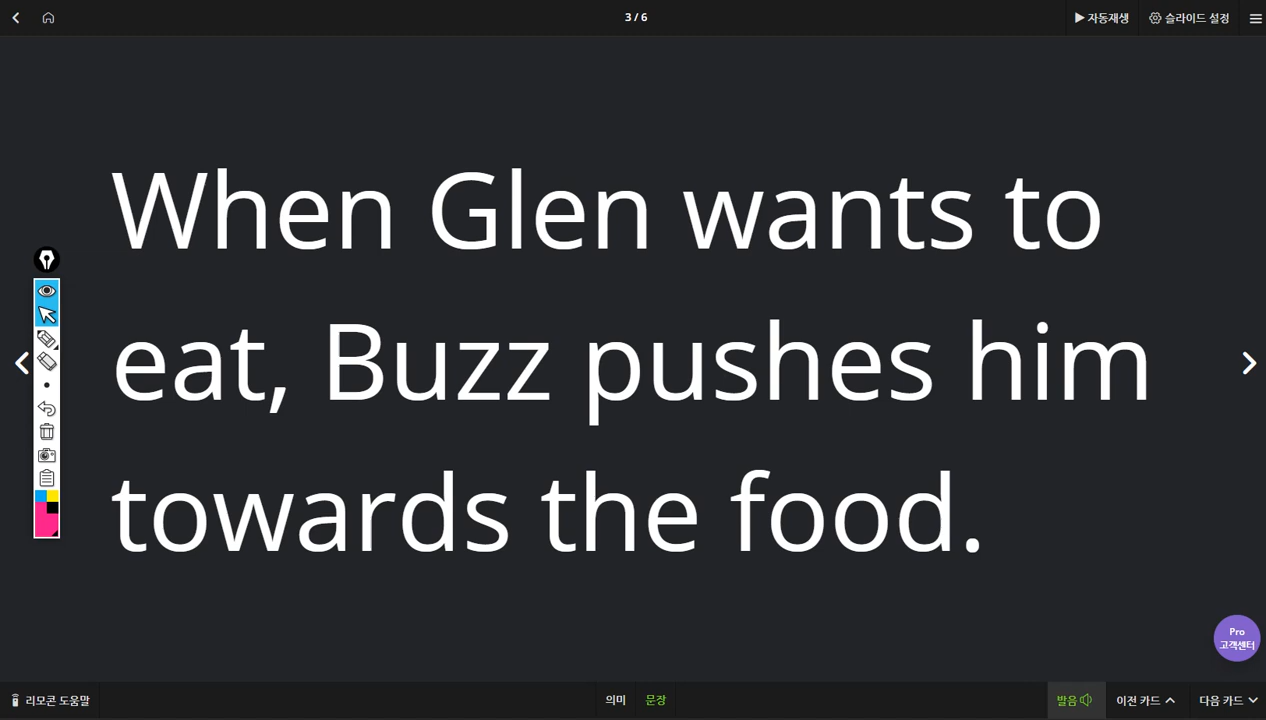 3 / 6
자동재생
슬라이드 설정
When Glen wants to
eat, Buzz pushes him
towards the food.
Pro
고객센터
리모콘 도움말
의미
문장
발음
이전 카드
다음 카드